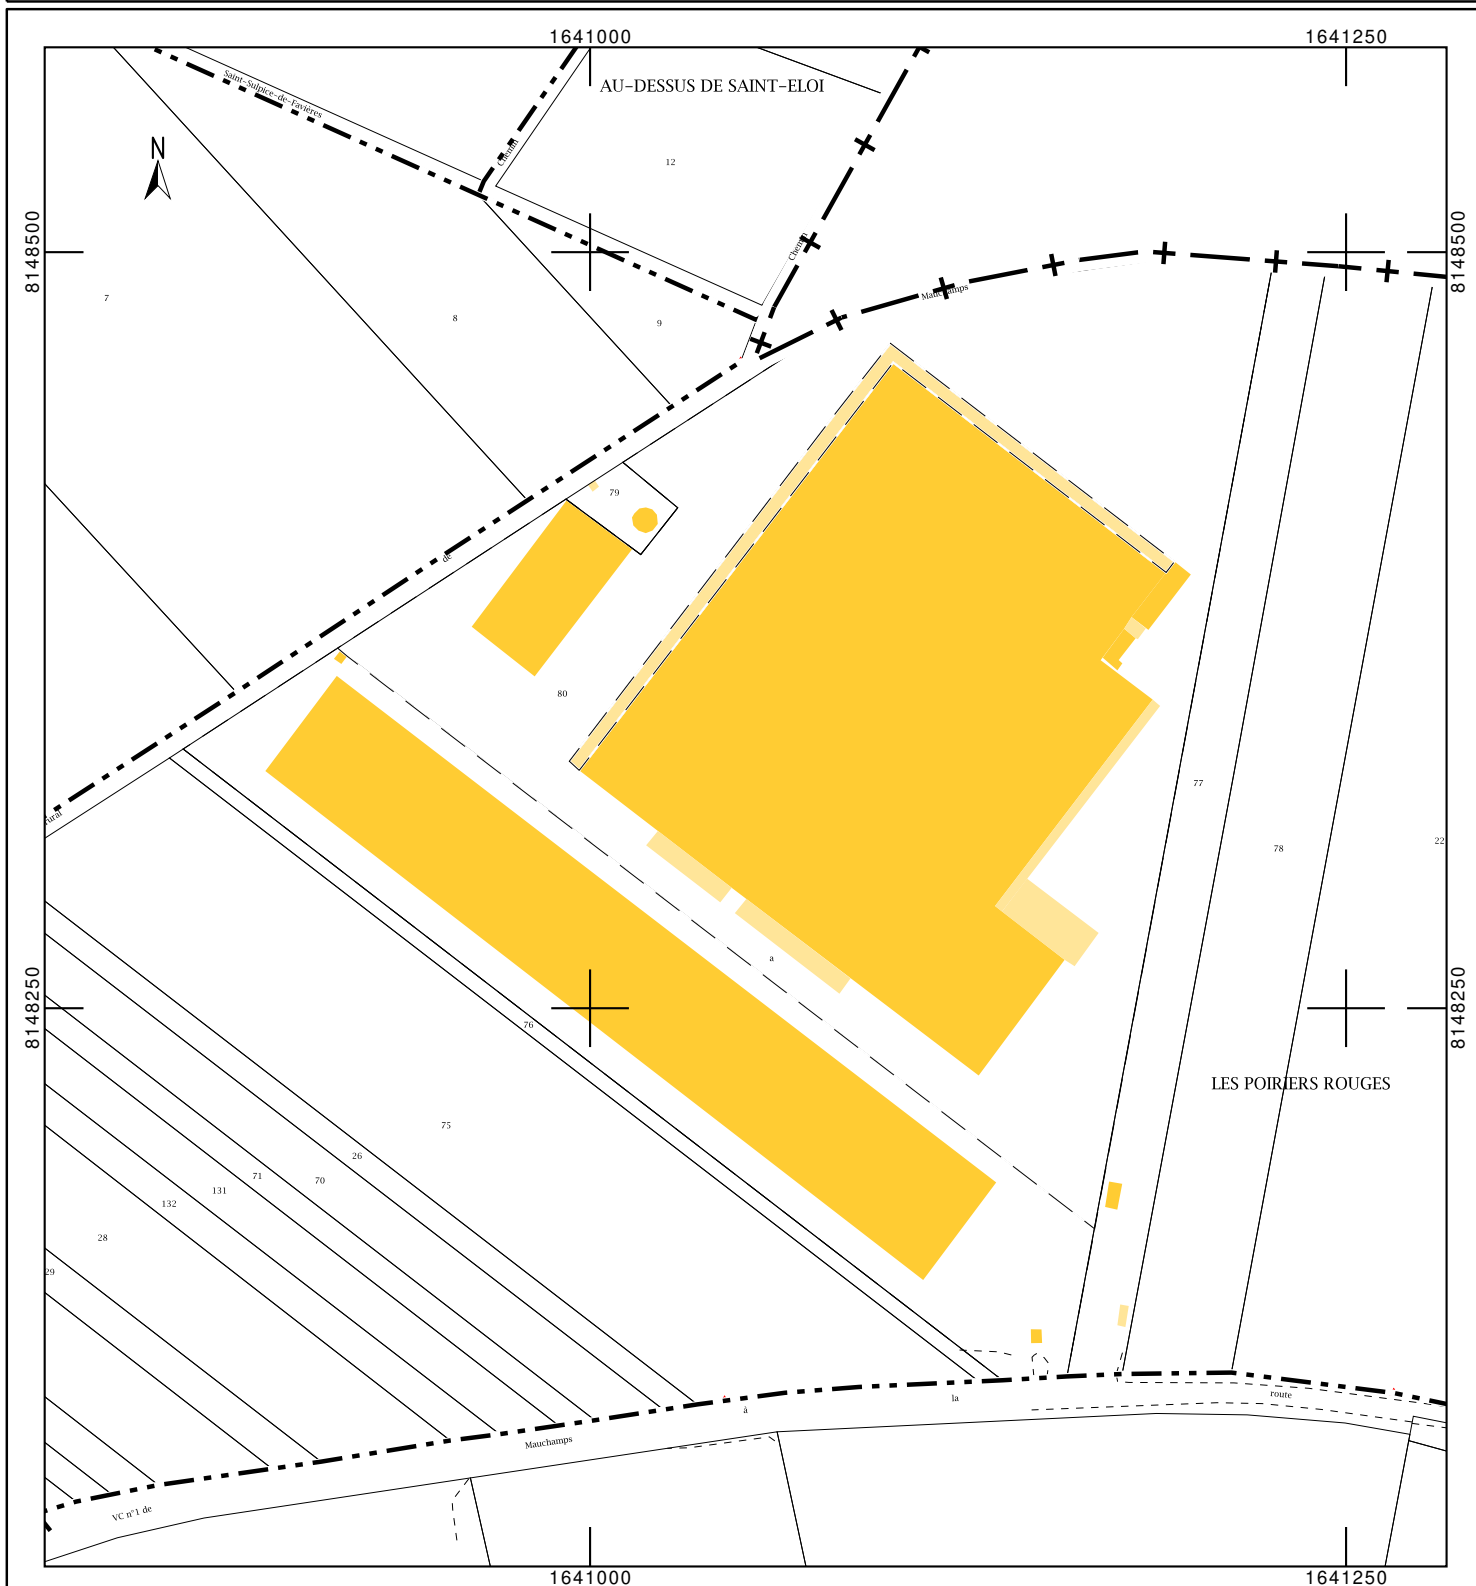 1641000
1641250
Saint-Sulpice-de-Favières
AU-DESSUS DE SAINT-ELOI
N
Chemin
12
8148500
8148500
Chemin
Mauchamps
7
8
9
79
de
80
77
rural
78
22
a
8148250
8148250
76
LES POIRIERS ROUGES
75
26
71
70
131
132
28
29
route
la
à
Mauchamps
VC n°1 de
1641000
1641250